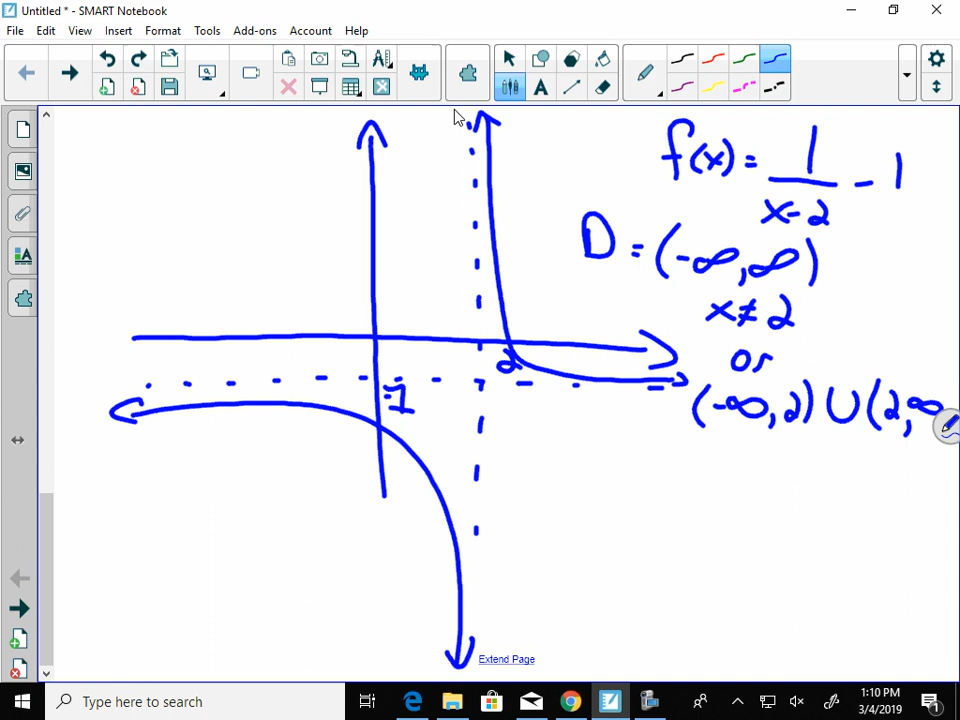 Untitled * - SMART Notebook
File Edit View Insert Format Tools Add-ons Account Help
f(x) = 1/(x-2) - 1
D = (-∞,∞)
x≠2
or
(-∞,2)∪(2,∞
2
-1
Extend Page
Type here to search
1:10 PM
3/4/2019
1